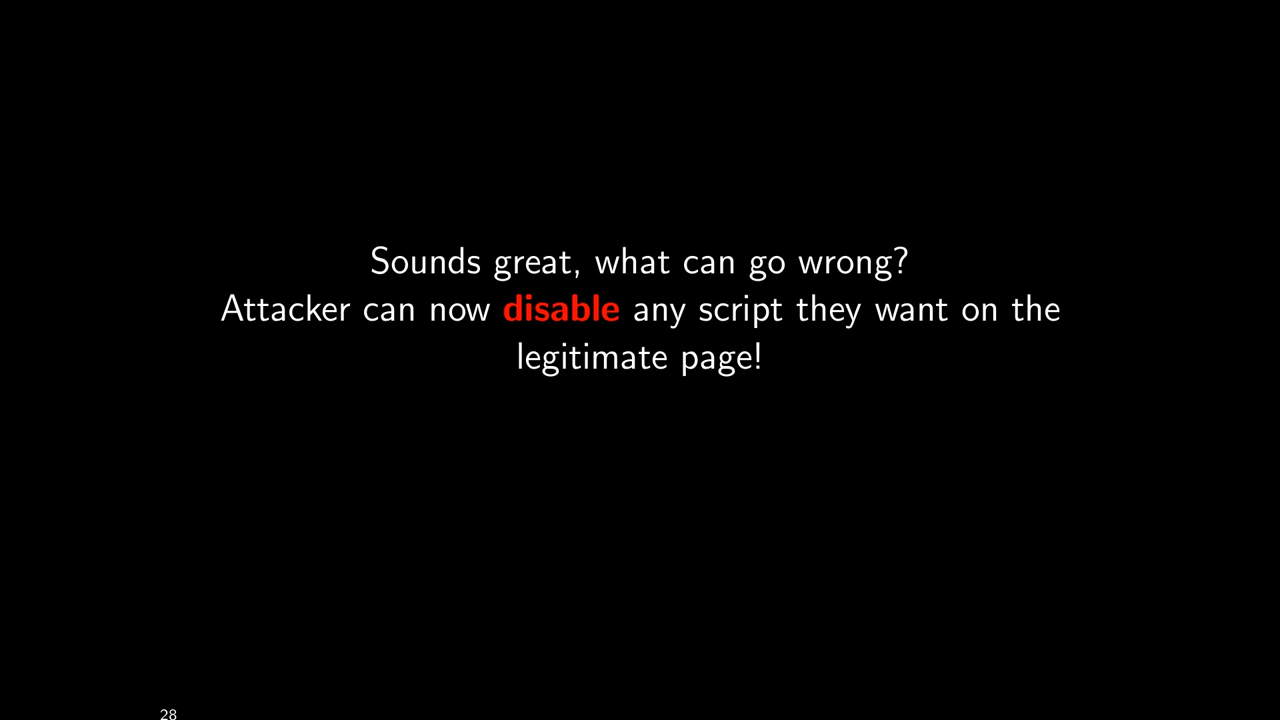 Sounds great, what can go wrong?
Attacker can now disable any script they want on the
legitimate page!
28